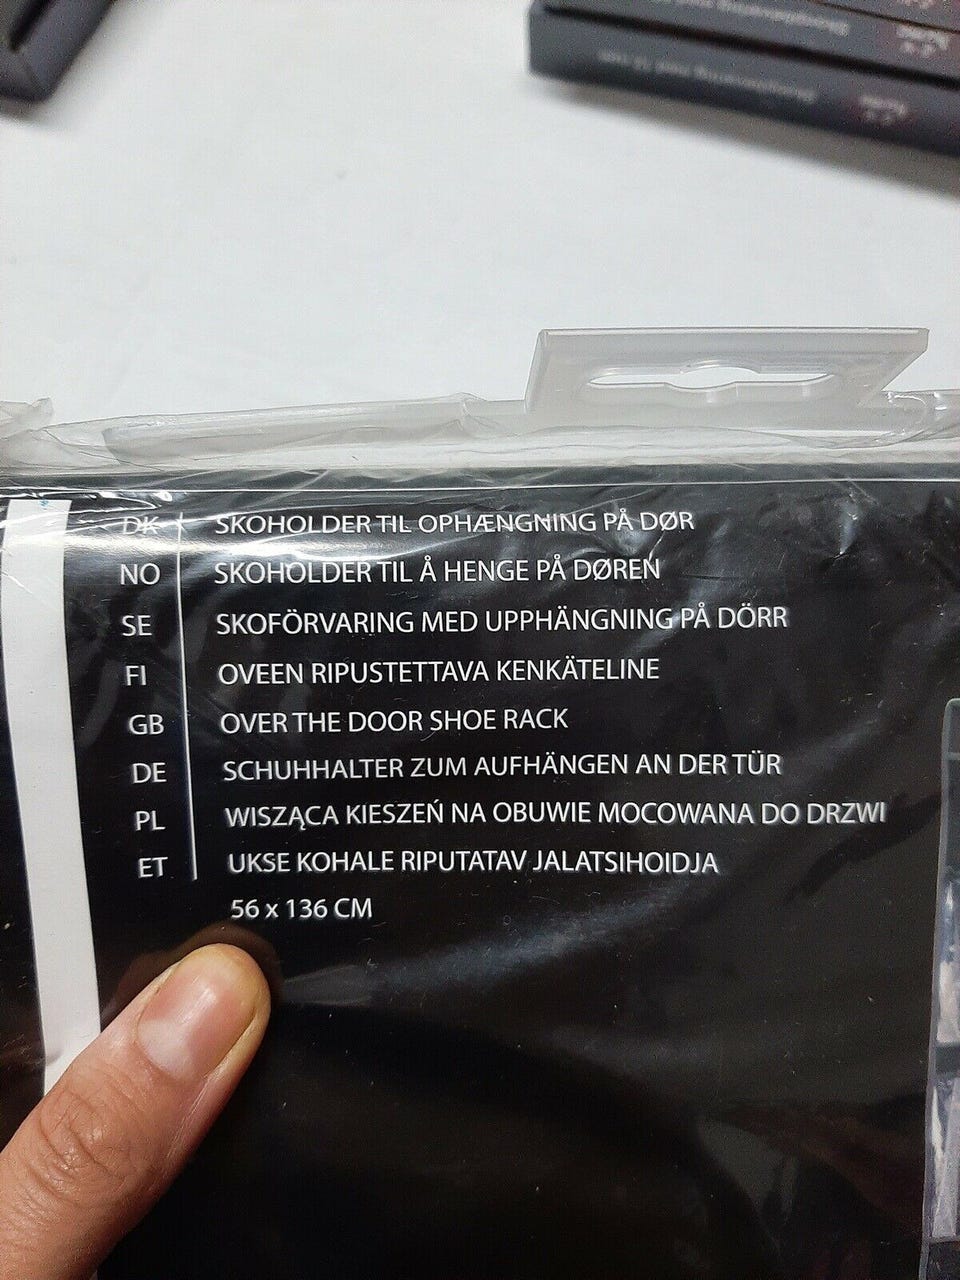 DK SKOHOLDER TIL OPHÆNGNING PÅ DØR
NO SKOHOLDER TIL Å HENGE PÅ DØREN
SE SKOFÖRVARING MED UPPHÄNGNING PÅ DÖRR
FI OVEEN RIPUSTETTAVA KENKÄTELINE
GB OVER THE DOOR SHOE RACK
DE SCHUHHALTER ZUM AUFHÄNGEN AN DER TÜR
PL WISZĄCA KIESZEŃ NA OBUWIE MOCOWANA DO DRZWI
ET UKSE KOHALE RIPUTATAV JALATSIHOIDJA
56 x 136 CM